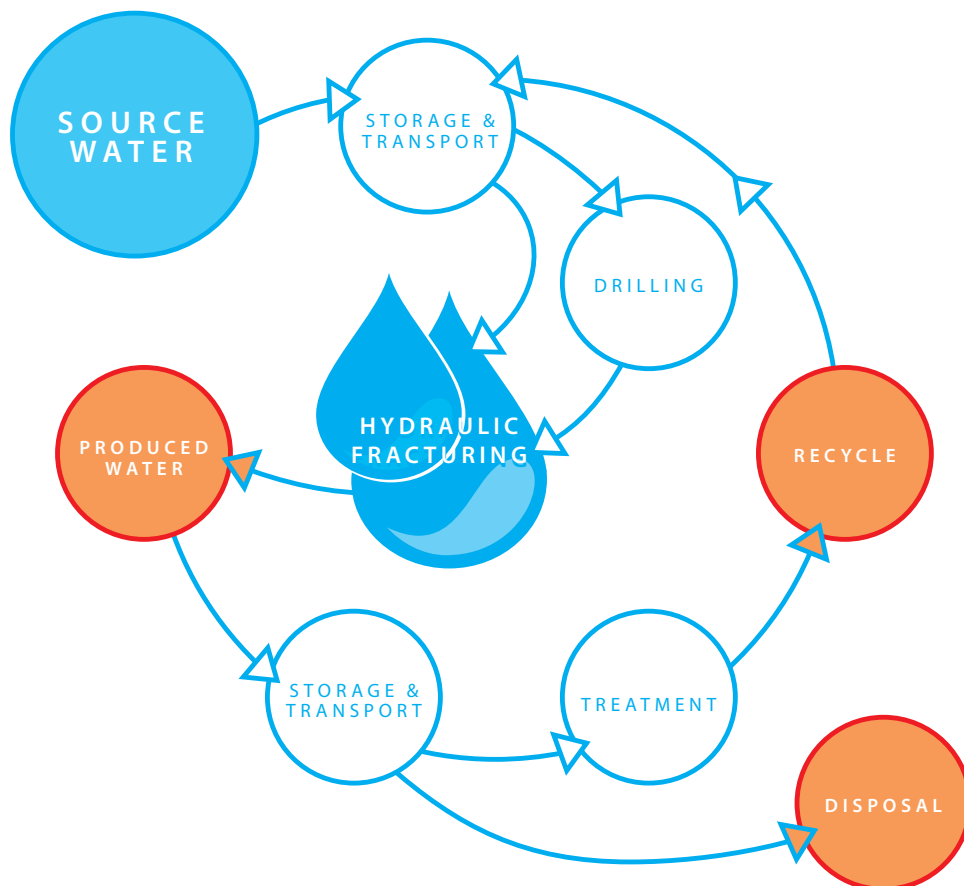 SOURCE
WATER
STORAGE &
TRANSPORT
DRILLING
HYDRAULIC
FRACTURING
PRODUCED
WATER
RECYCLE
STORAGE &
TRANSPORT
TREATMENT
DISPOSAL